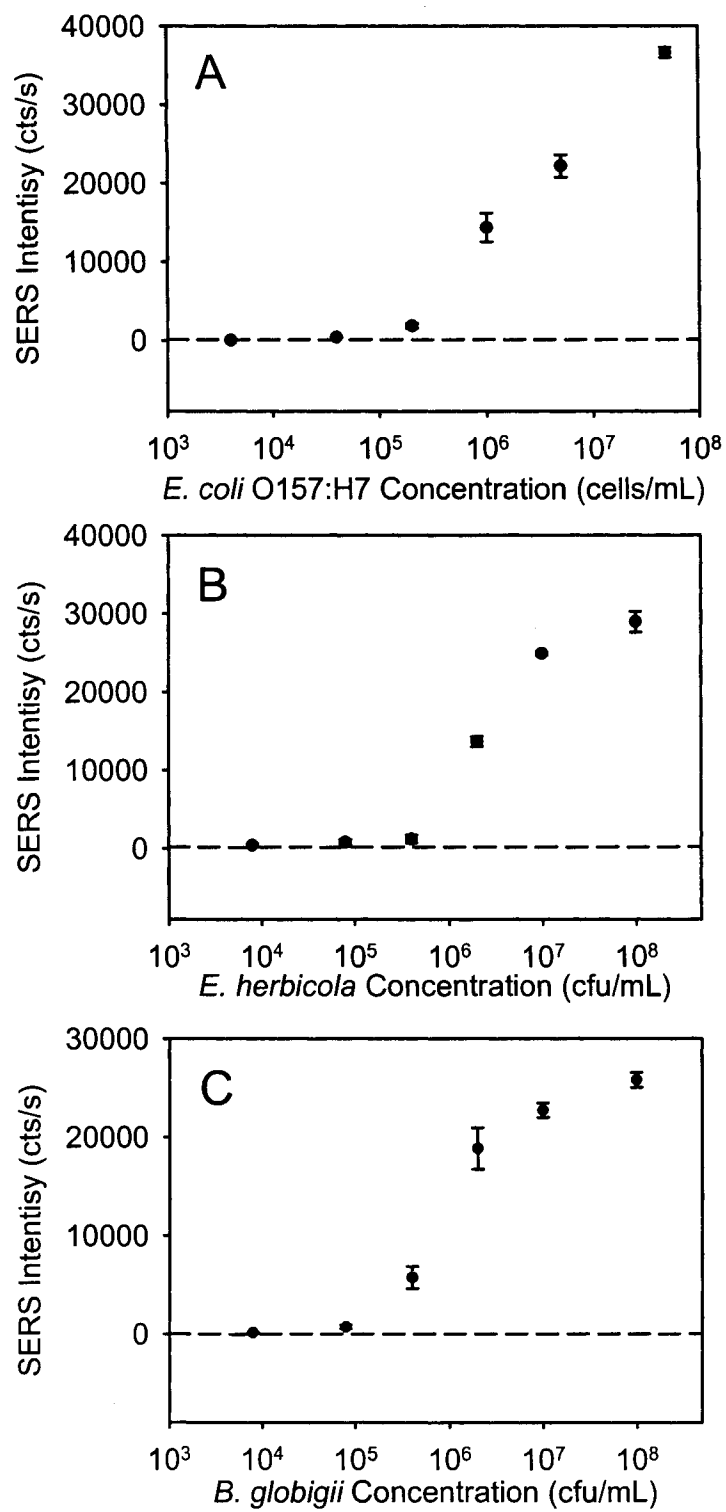 A
SERS Intentisy (cts/s)
40000
30000
20000
10000
0
10³ 10⁴ 10⁵ 10⁶ 10⁷ 10⁸
E. coli O157:H7 Concentration (cells/mL)
B
SERS Intentisy (cts/s)
40000
30000
20000
10000
0
10³ 10⁴ 10⁵ 10⁶ 10⁷ 10⁸
E. herbicola Concentration (cfu/mL)
C
SERS Intentisy (cts/s)
30000
20000
10000
0
10³ 10⁴ 10⁵ 10⁶ 10⁷ 10⁸
B. globigii Concentration (cfu/mL)